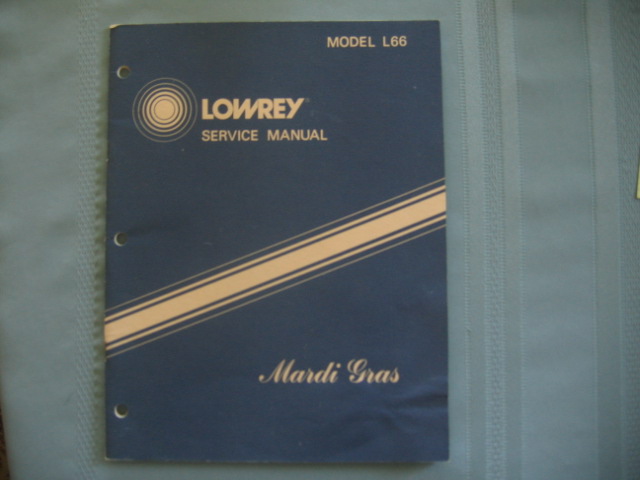 MODEL L66
LOWREY
SERVICE MANUAL
Mardi Gras